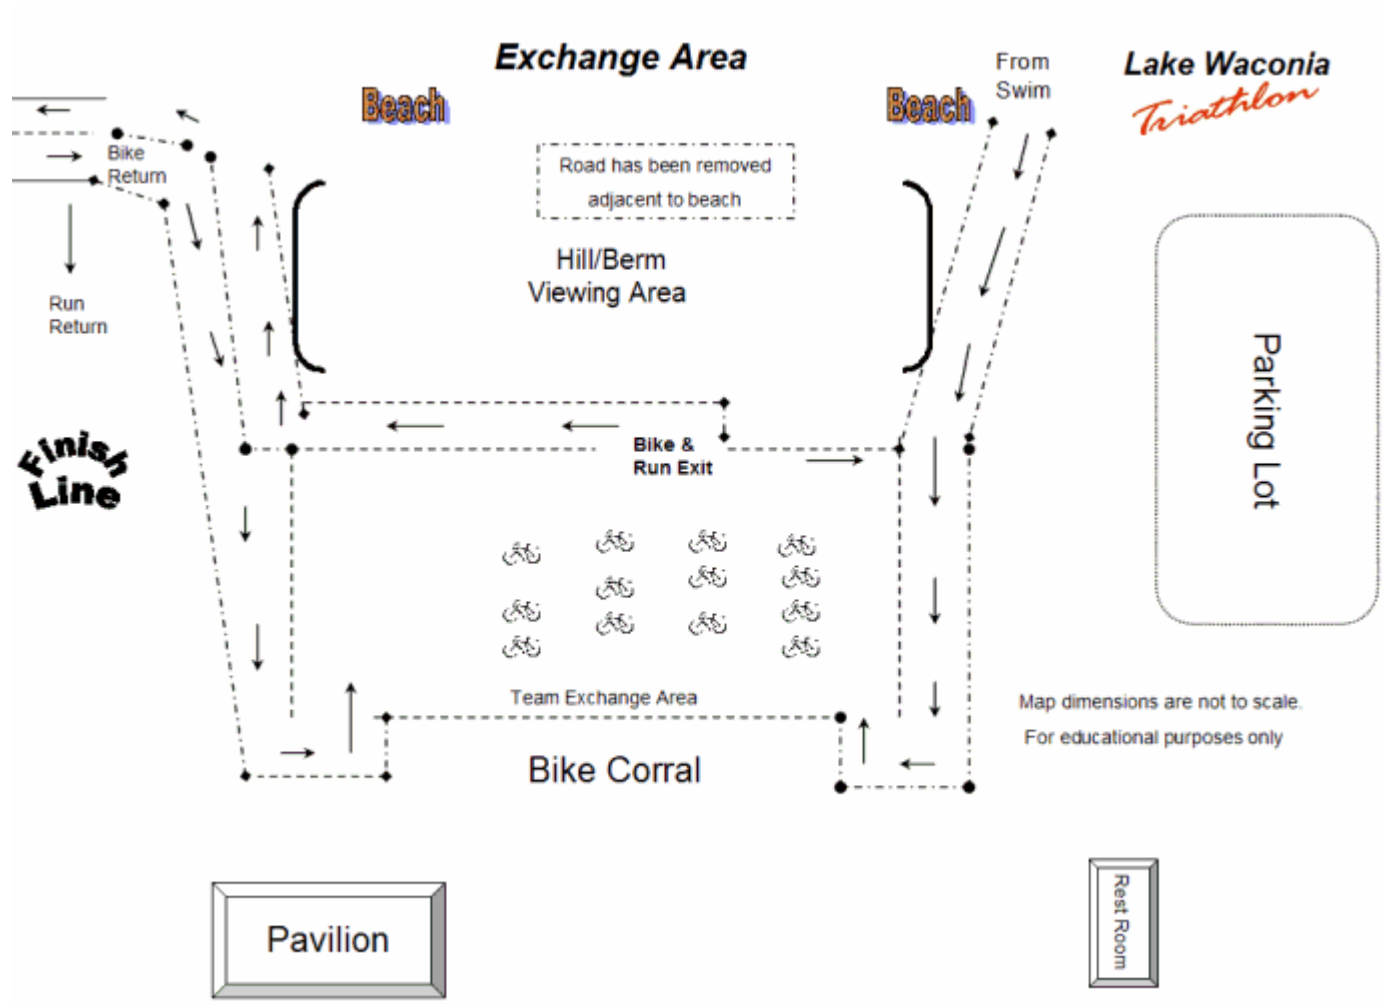 Exchange Area
From
Swim
Lake Waconia
Triathlon
Beach
Beach
Bike
Return
Road has been removed
adjacent to beach
Hill/Berm
Viewing Area
Run
Return
Parking Lot
Finish
Line
Bike &
Run Exit
Team Exchange Area
Map dimensions are not to scale.
For educational purposes only
Bike Corral
Pavilion
Rest Room